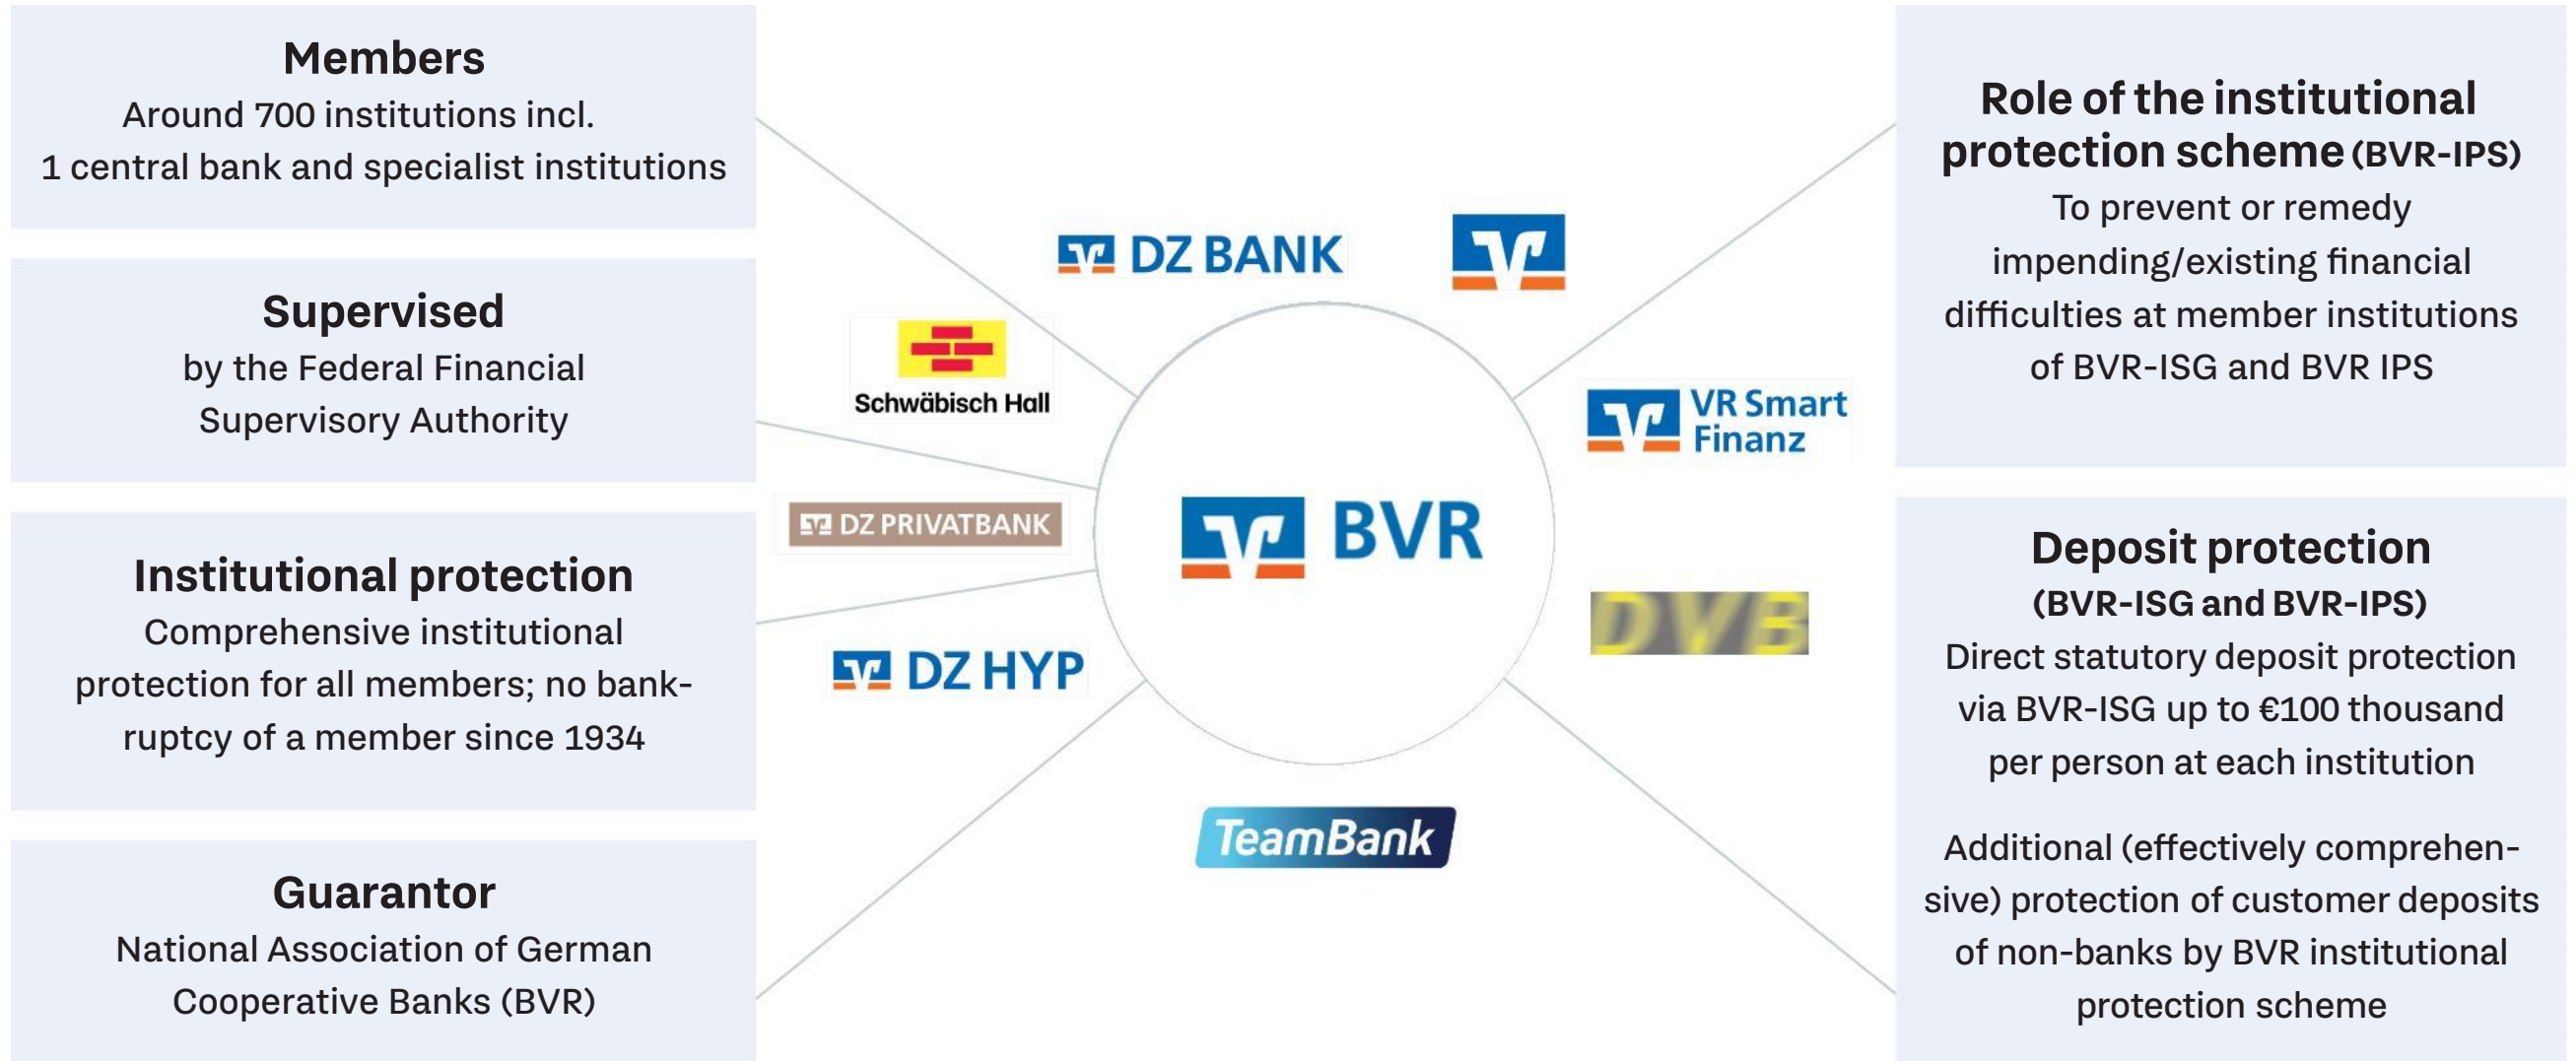 Members
Around 700 institutions incl.
1 central bank and specialist institutions
Supervised
by the Federal Financial
Supervisory Authority
Institutional protection
Comprehensive institutional
protection for all members; no bank-
ruptcy of a member since 1934
Guarantor
National Association of German
Cooperative Banks (BVR)
DZ BANK
Schwäbisch Hall
DZ PRIVATBANK
DZ HYP
BVR
VR Smart
Finanz
DVB
TeamBank
Role of the institutional
protection scheme (BVR-IPS)
To prevent or remedy
impending/existing financial
difficulties at member institutions
of BVR-ISG and BVR IPS
Deposit protection
(BVR-ISG and BVR-IPS)
Direct statutory deposit protection
via BVR-ISG up to €100 thousand
per person at each institution
Additional (effectively comprehen-
sive) protection of customer deposits
of non-banks by BVR institutional
protection scheme